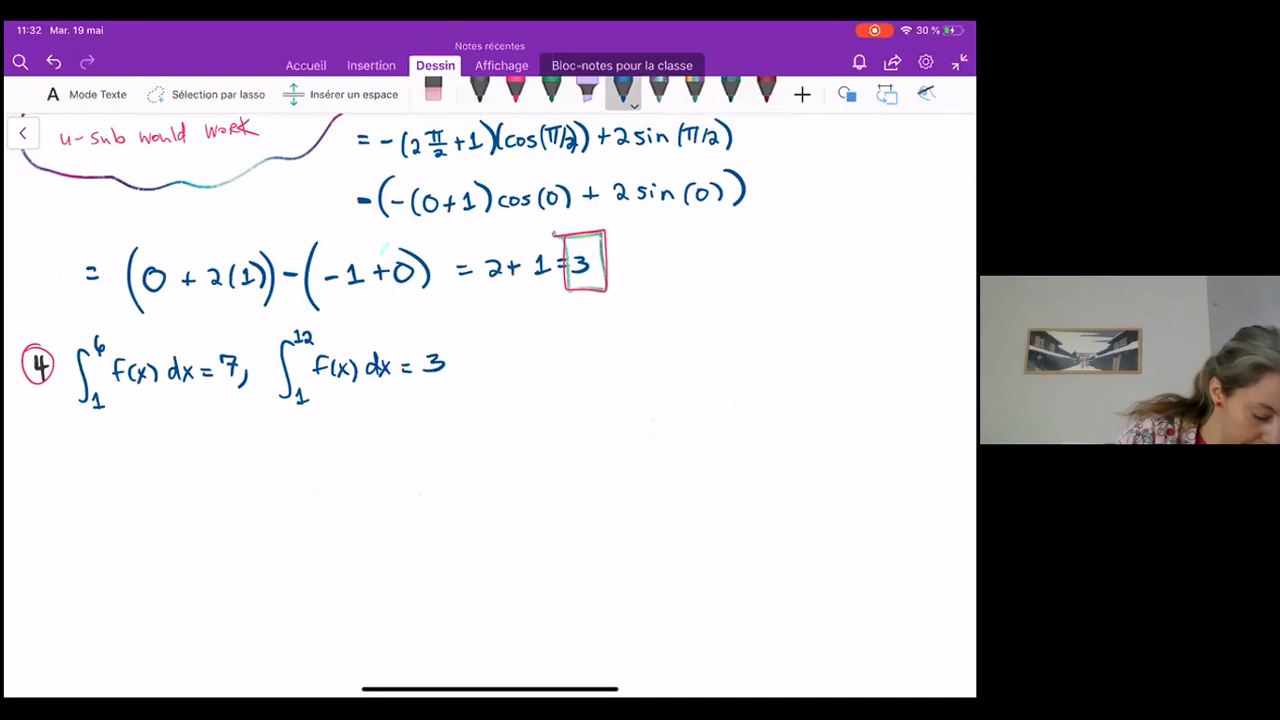 11:32 Mar. 19 mai
30 %
Notes récentes
Accueil Insertion Dessin Affichage Bloc-notes pour la classe
A Mode Texte Sélection par lasso Insérer un espace
u-sub would work
= -(2 π/2 +1)(cos(π/2) + 2 sin (π/2)
-(-(0+1) cos(0) + 2 sin (0))
= (0 + 2(1)) - (-1 + 0) = 2 + 1 = 3
4 ∫₁⁶ f(x) dx = 7, ∫₁¹² f(x) dx = 3